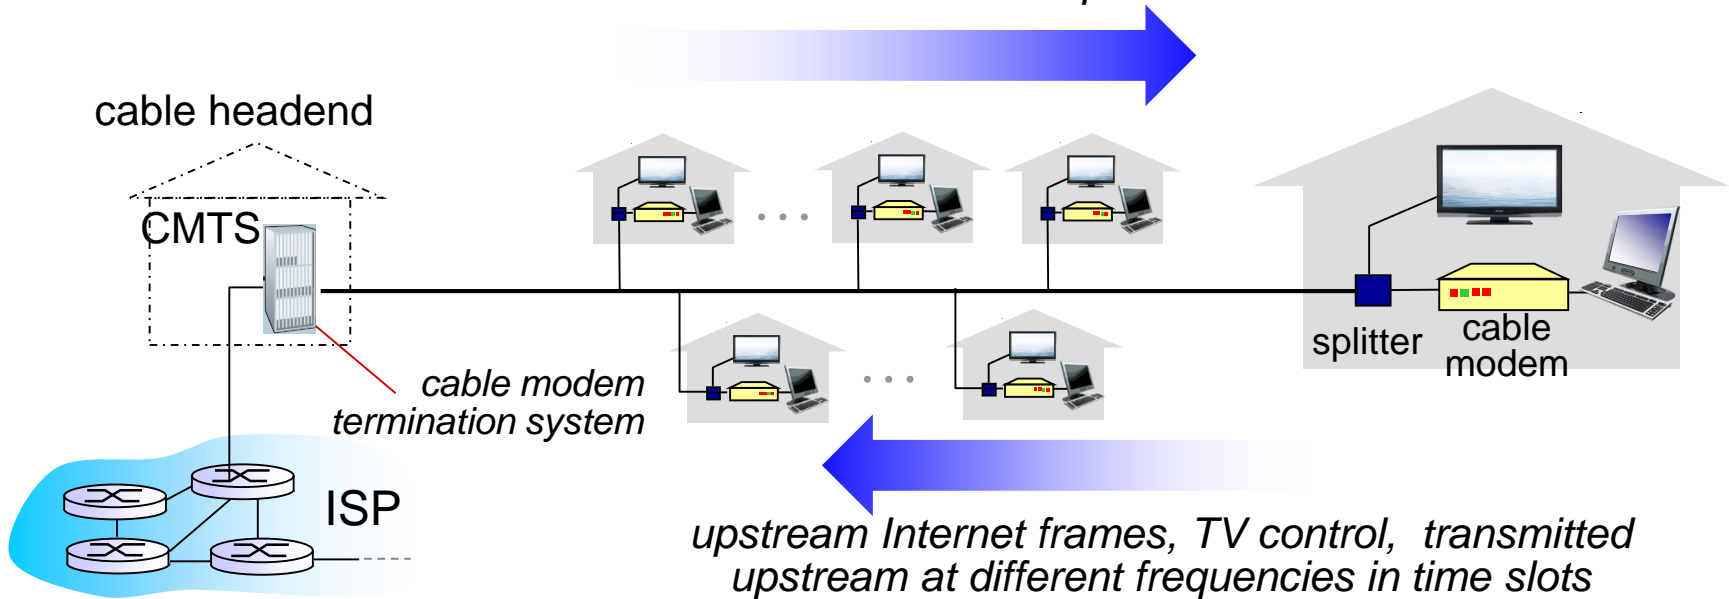 cable headend
CMTS
splitter
cable
modem
cable modem
termination system
ISP
upstream Internet frames, TV control, transmitted
upstream at different frequencies in time slots